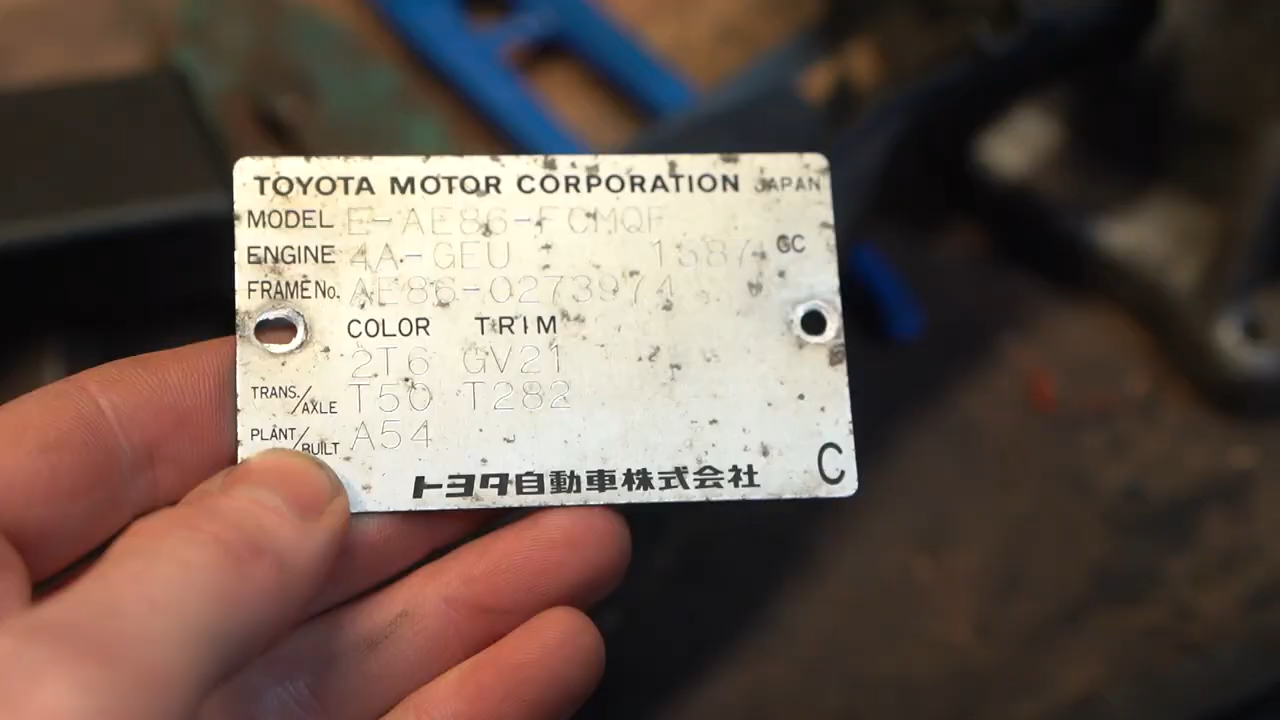 TOYOTA MOTOR CORPORATION JAPAN
MODEL E-AE86-FCMQF
ENGINE 4A-GEU 1587 CC
FRAME No. AE86-0273974
COLOR TRIM
2T6 GV21
TRANS./AXLE T50 T282
PLANT/BUILT A54
トヨタ自動車株式会社 C